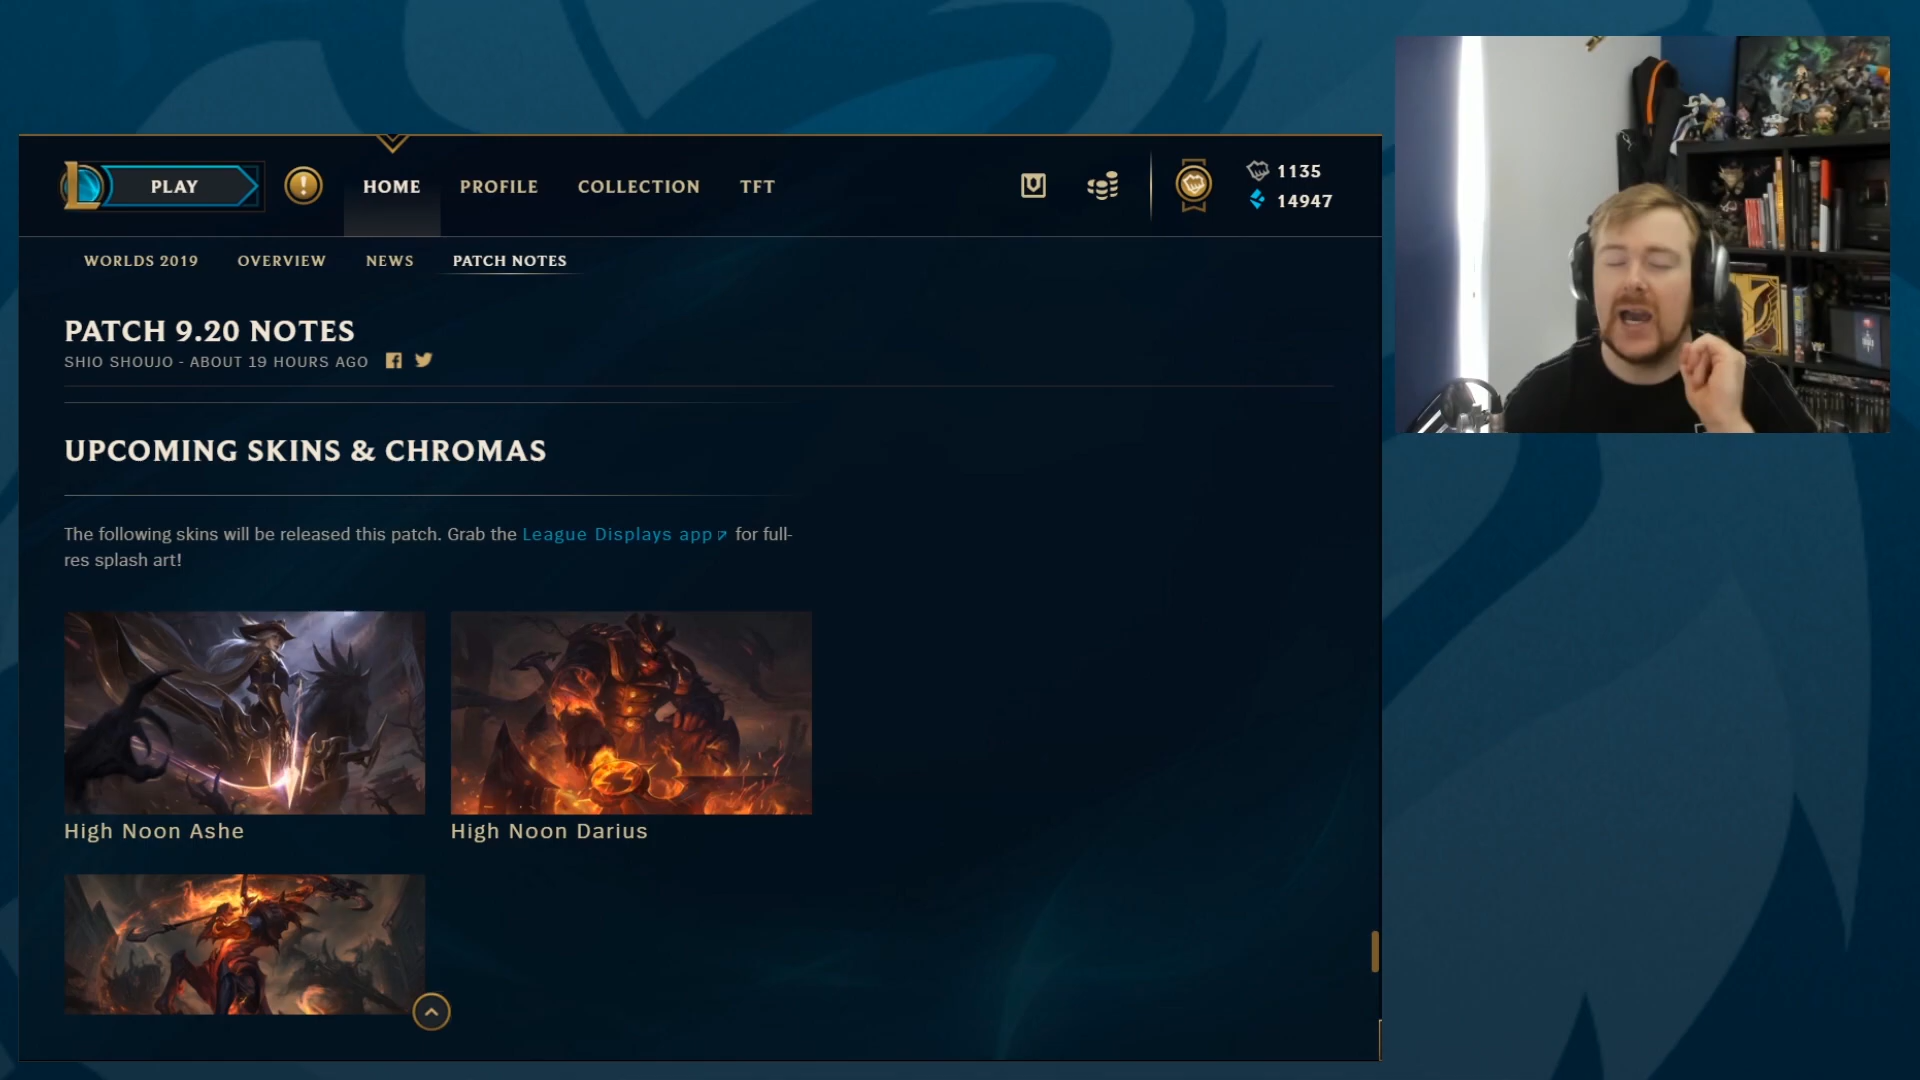 PLAY
HOME
PROFILE
COLLECTION
TFT
1135
14947
WORLDS 2019
OVERVIEW
NEWS
PATCH NOTES
PATCH 9.20 NOTES
SHIO SHOUJO - ABOUT 19 HOURS AGO
UPCOMING SKINS & CHROMAS
The following skins will be released this patch. Grab the League Displays app for full-
res splash art!
High Noon Ashe
High Noon Darius